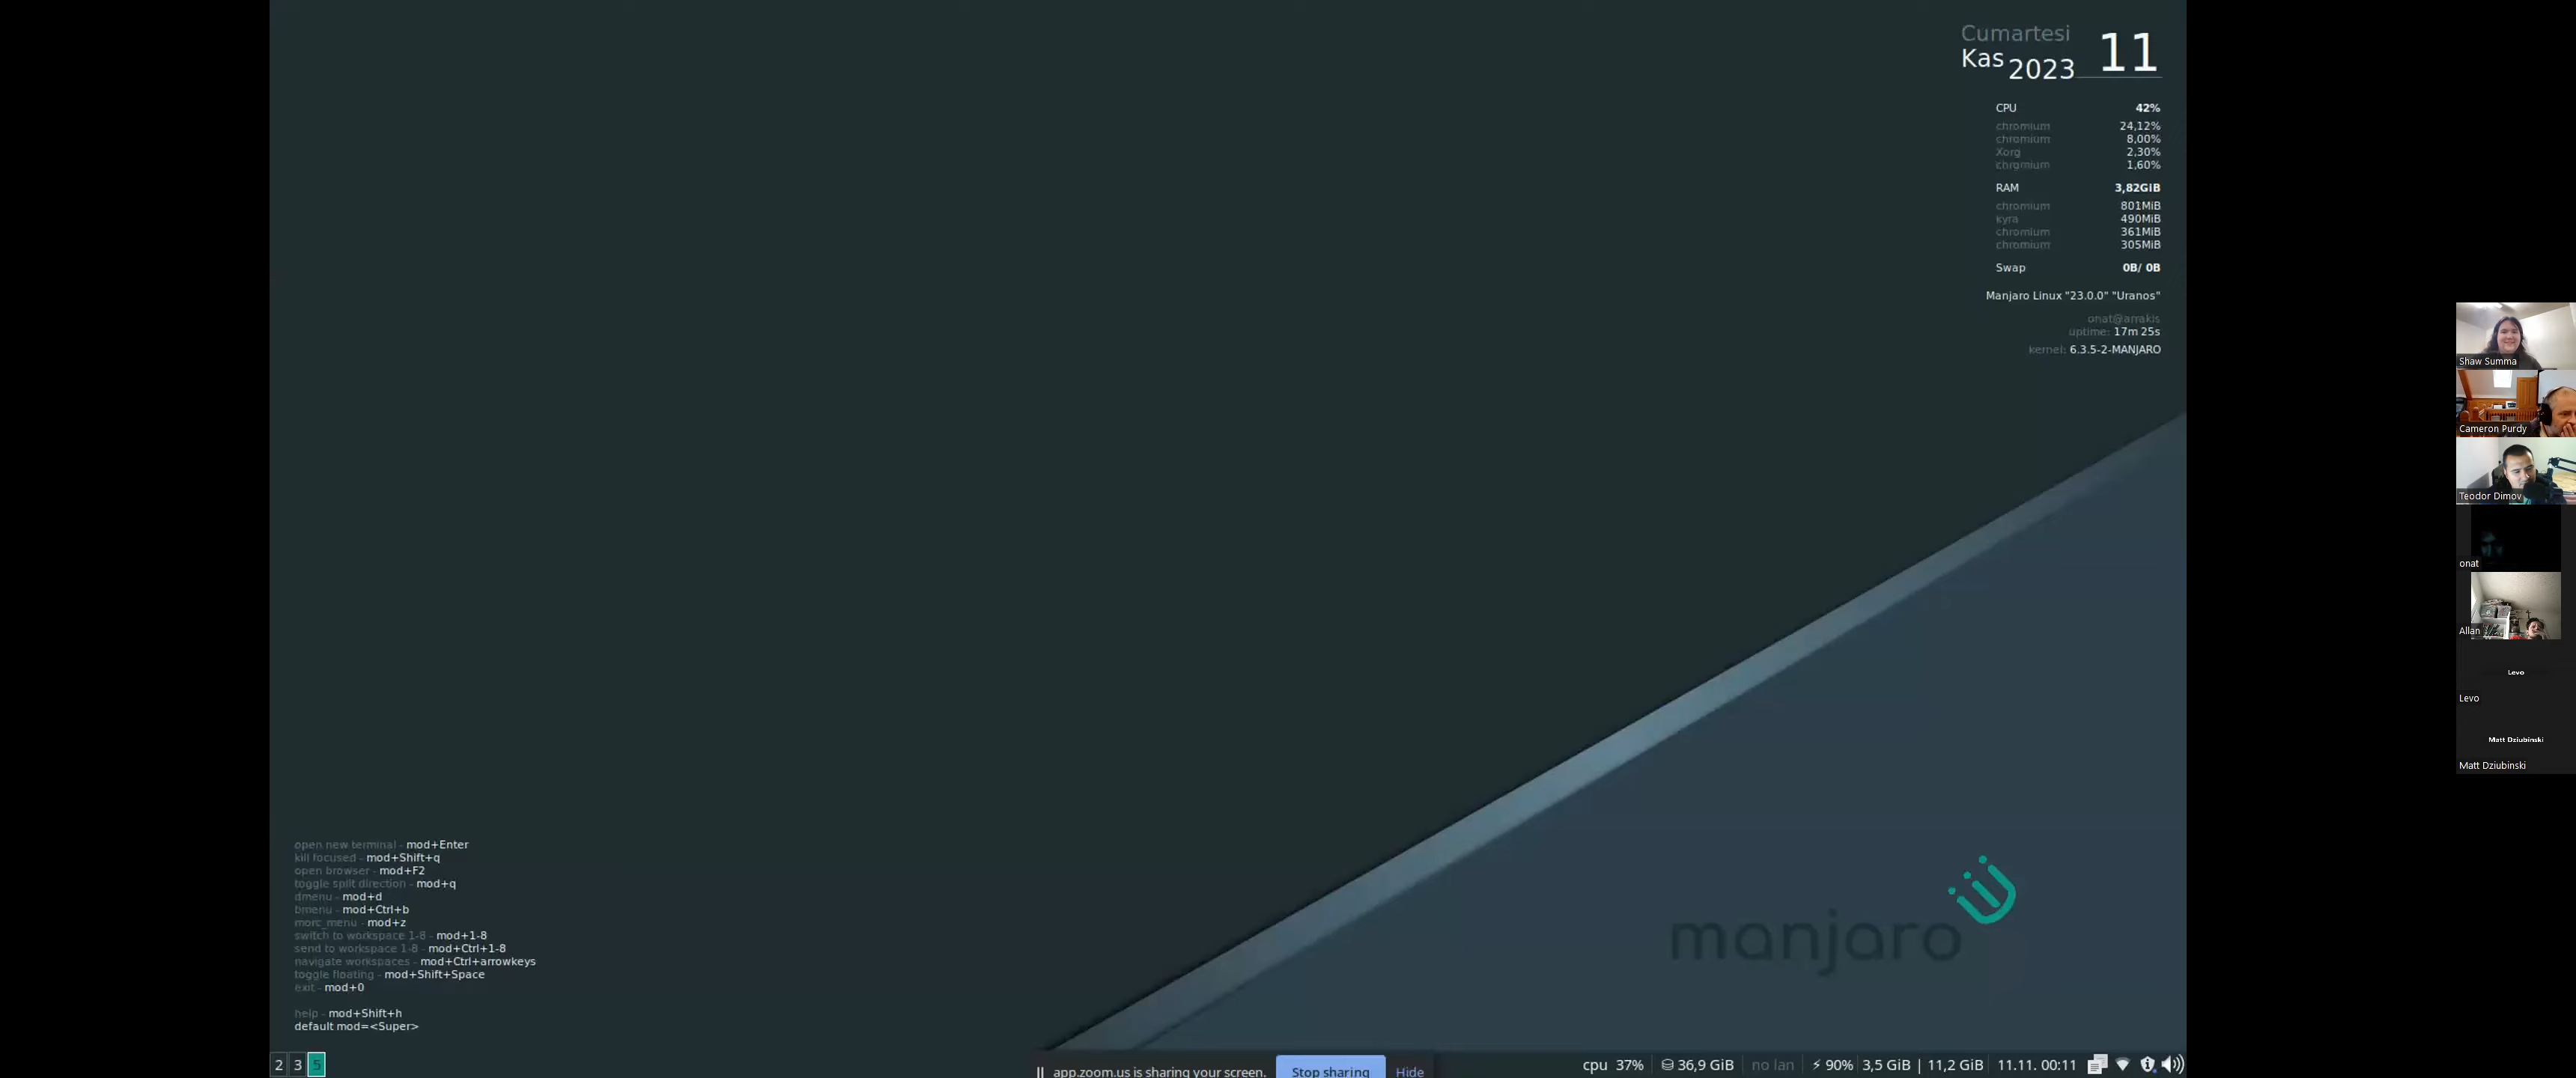 Cumartesi
Kas 2023 11
CPU 42%
chromium 24,12%
chromium 8,00%
Xorg 2,30%
chromium 1,60%
RAM 3,82GiB
chromium 801MiB
kyra 490MiB
chromium 361MiB
chromium 305MiB
Swap 0B/ 0B
Manjaro Linux "23.0.0" "Uranos"
onat@arrakis
uptime: 17m 25s
kernel: 6.3.5-2-MANJARO
Shaw Summa
Cameron Purdy
Teodor Dimov
onat
Allan
Levo
Levo
Matt Dziubinski
Matt Dziubinski
open new terminal - mod+Enter
kill focused - mod+Shift+q
open browser - mod+F2
toggle split direction - mod+q
dmenu - mod+d
bmenu - mod+Ctrl+b
morc_menu - mod+z
switch to workspace 1-8 - mod+1-8
send to workspace 1-8 - mod+Ctrl+1-8
navigate workspaces - mod+Ctrl+arrowkeys
toggle floating - mod+Shift+Space
exit - mod+0
help - mod+Shift+h
default mod=<Super>
manjaro
2 3 5
app.zoom.us is sharing your screen. Stop sharing Hide
cpu 37% 36,9 GiB no lan 90% 3,5 GiB | 11,2 GiB 11.11. 00:11